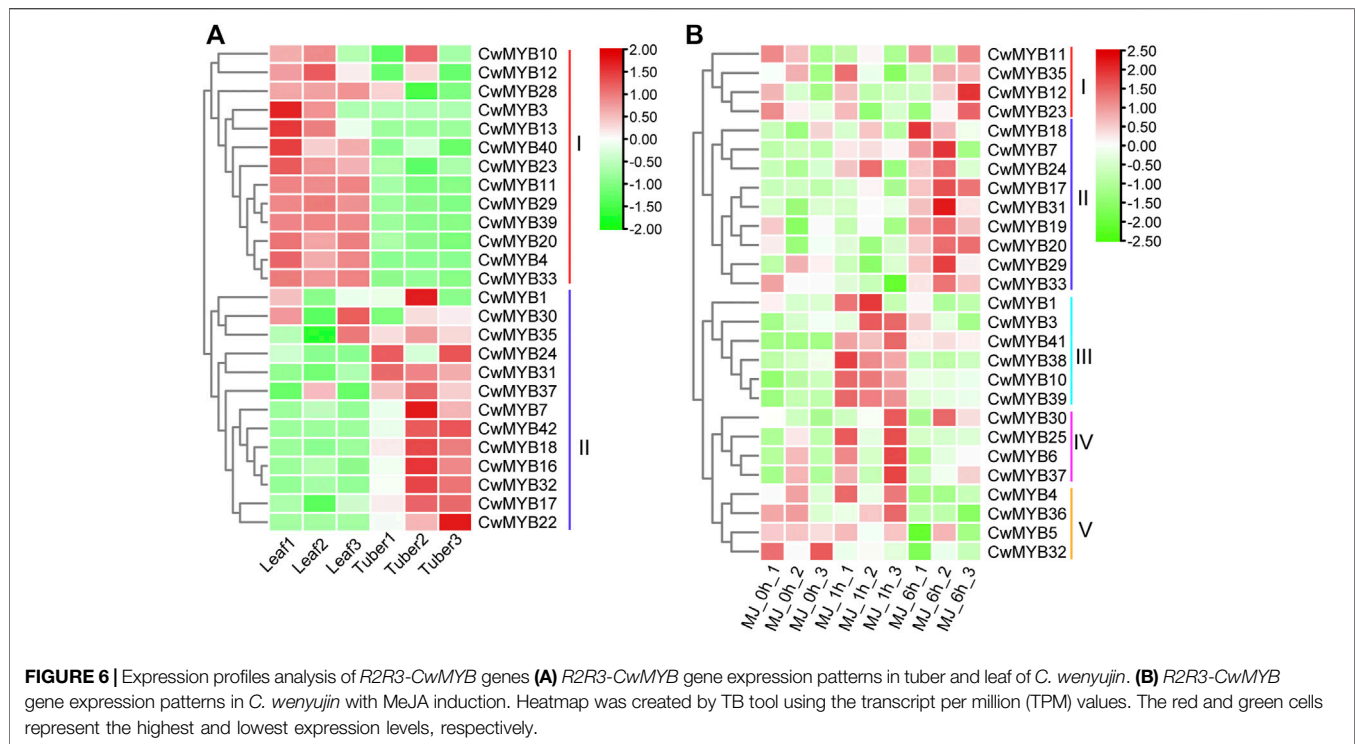 A
CwMYB10
CwMYB12
CwMYB28
CwMYB3
CwMYB13
CwMYB40
CwMYB23
CwMYB11
CwMYB29
CwMYB39
CwMYB20
CwMYB4
CwMYB33
CwMYB1
CwMYB30
CwMYB35
CwMYB24
CwMYB31
CwMYB37
CwMYB7
CwMYB42
CwMYB18
CwMYB16
CwMYB32
CwMYB17
CwMYB22
I
II
2.00
1.50
1.00
0.50
0.00
-0.50
-1.00
-1.50
-2.00
Leaf1
Leaf2
Leaf3
Tuber1
Tuber2
Tuber3
B
CwMYB11
CwMYB35
CwMYB12
CwMYB23
CwMYB18
CwMYB7
CwMYB24
CwMYB17
CwMYB31
CwMYB19
CwMYB20
CwMYB29
CwMYB33
CwMYB1
CwMYB3
CwMYB41
CwMYB38
CwMYB10
CwMYB39
CwMYB30
CwMYB25
CwMYB6
CwMYB37
CwMYB4
CwMYB36
CwMYB5
CwMYB32
I
II
III
IV
V
2.50
2.00
1.50
1.00
0.50
0.00
-0.50
-1.00
-1.50
-2.00
-2.50
MJ_0h_1
MJ_0h_2
MJ_0h_3
MJ_1h_1
MJ_1h_2
MJ_1h_3
MJ_6h_1
MJ_6h_2
MJ_6h_3
FIGURE 6 | Expression profiles analysis of R2R3-CwMYB genes (A) R2R3-CwMYB gene expression patterns in tuber and leaf of C. wenyujin. (B) R2R3-CwMYB
gene expression patterns in C. wenyujin with MeJA induction. Heatmap was created by TB tool using the transcript per million (TPM) values. The red and green cells
represent the highest and lowest expression levels, respectively.